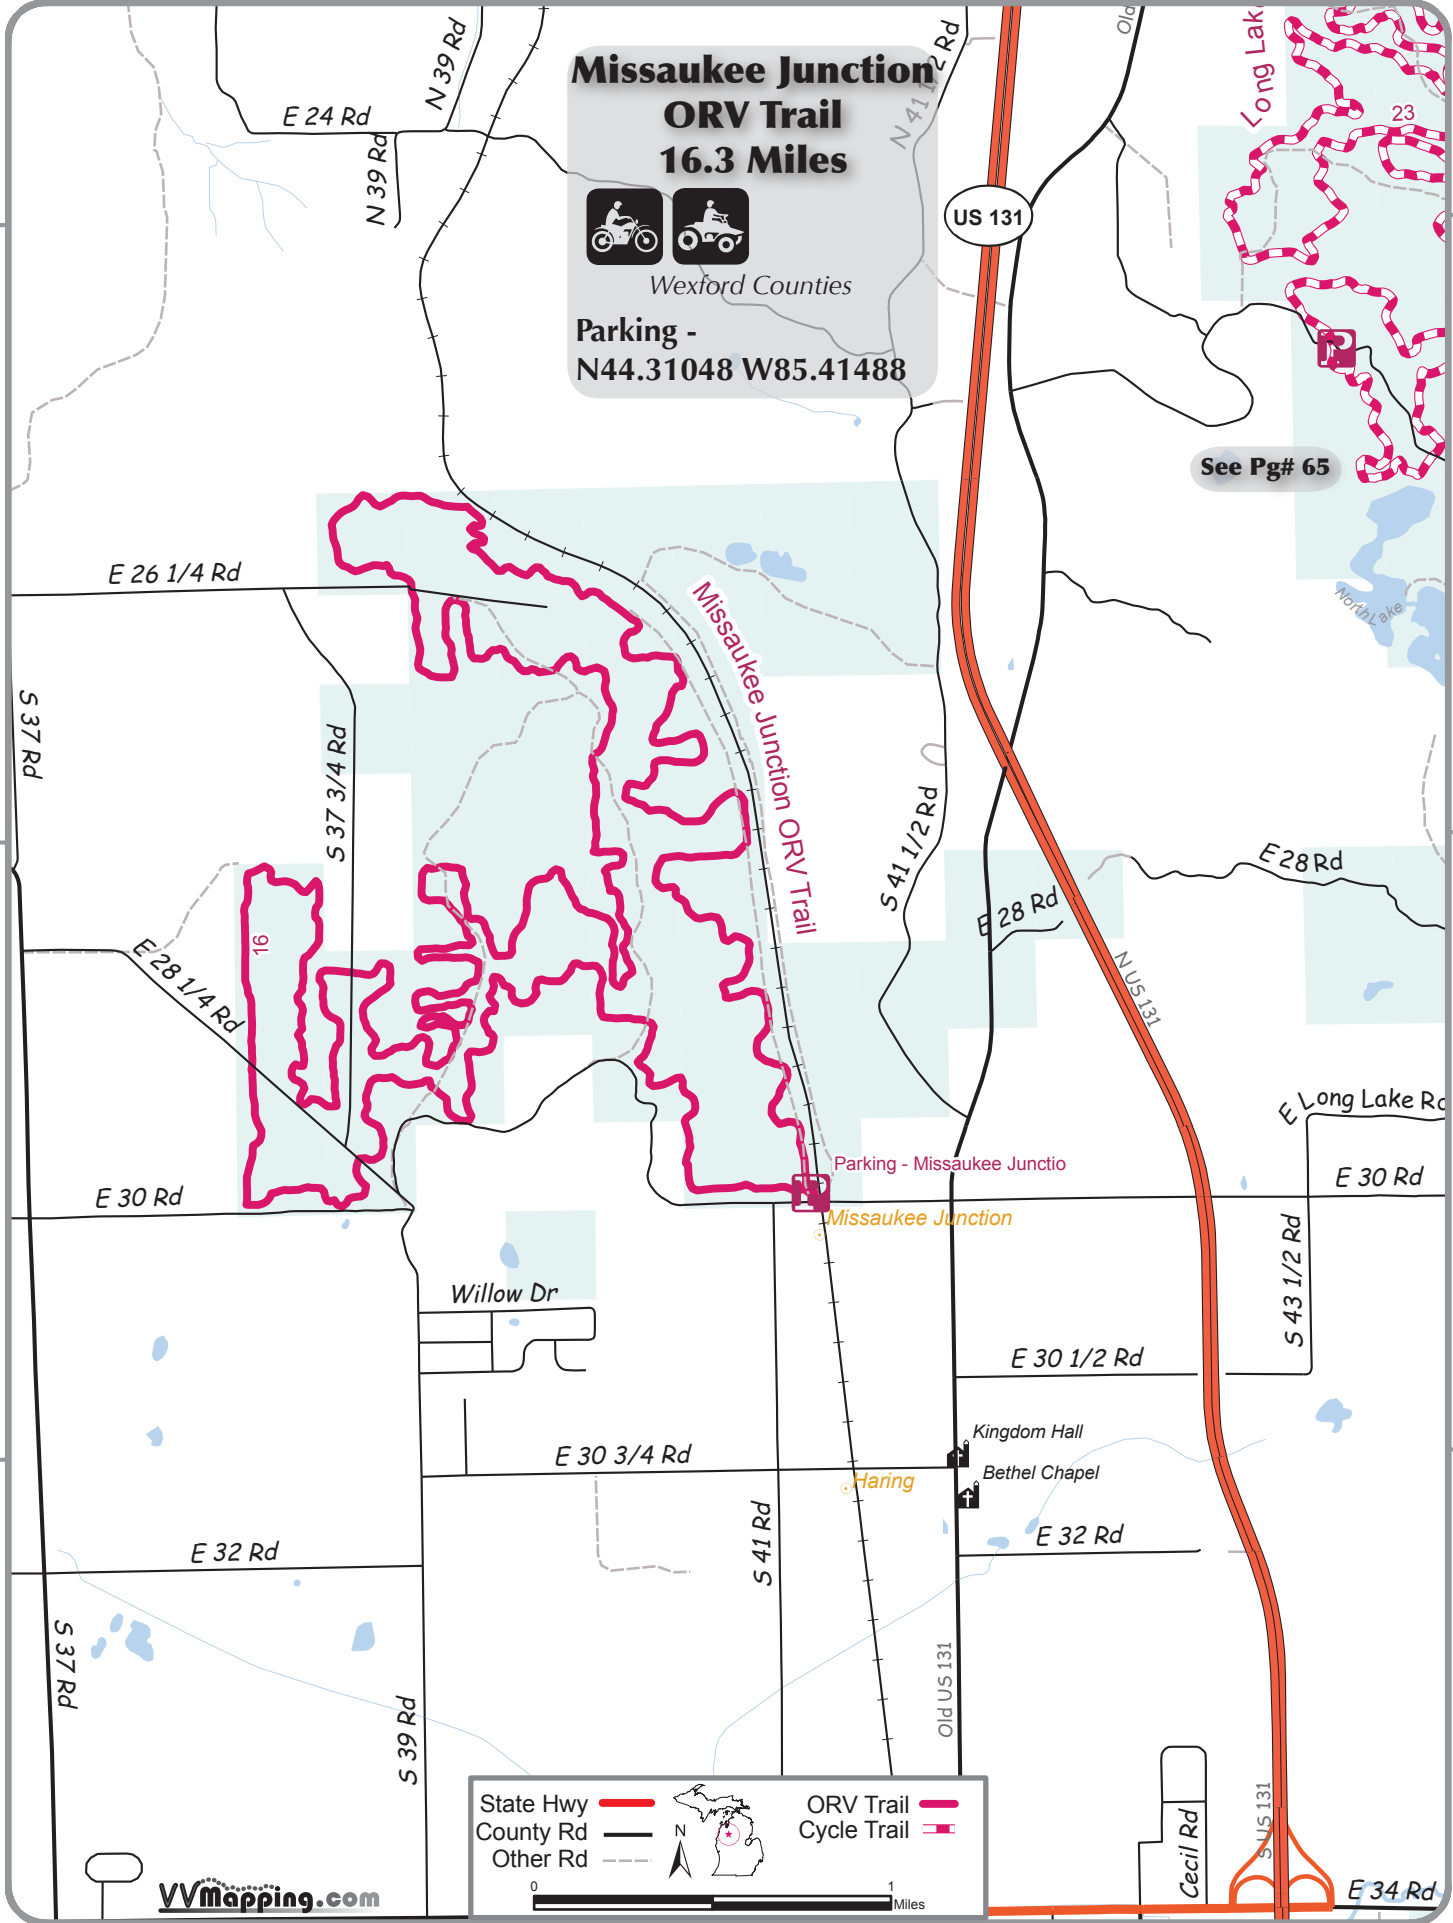 Missaukee Junction
ORV Trail
16.3 Miles
Wexford Counties
Parking -
N44.31048 W85.41488
N 39 Rd
E 24 Rd
N 39 Rd
N 41 1/2 Rd
Old
Long Lake
23
US 131
See Pg# 65
North Lake
E 26 1/4 Rd
Missaukee Junction ORV Trail
S 37 Rd
S 37 3/4 Rd
S 41 1/2 Rd
E 28 Rd
E 28 Rd
16
E 28 1/4 Rd
N US 131
E Long Lake Rd
Parking - Missaukee Junctio
E 30 Rd
E 30 Rd
Missaukee Junction
S 43 1/2 Rd
Willow Dr
E 30 1/2 Rd
Kingdom Hall
E 30 3/4 Rd
Bethel Chapel
Haring
S 41 Rd
E 32 Rd
E 32 Rd
S 37 Rd
S 39 Rd
Old US 131
S US 131
Cecil Rd
E 34 Rd
State Hwy
County Rd
Other Rd
N
ORV Trail
Cycle Trail
0 1
Miles
VVMapping.com